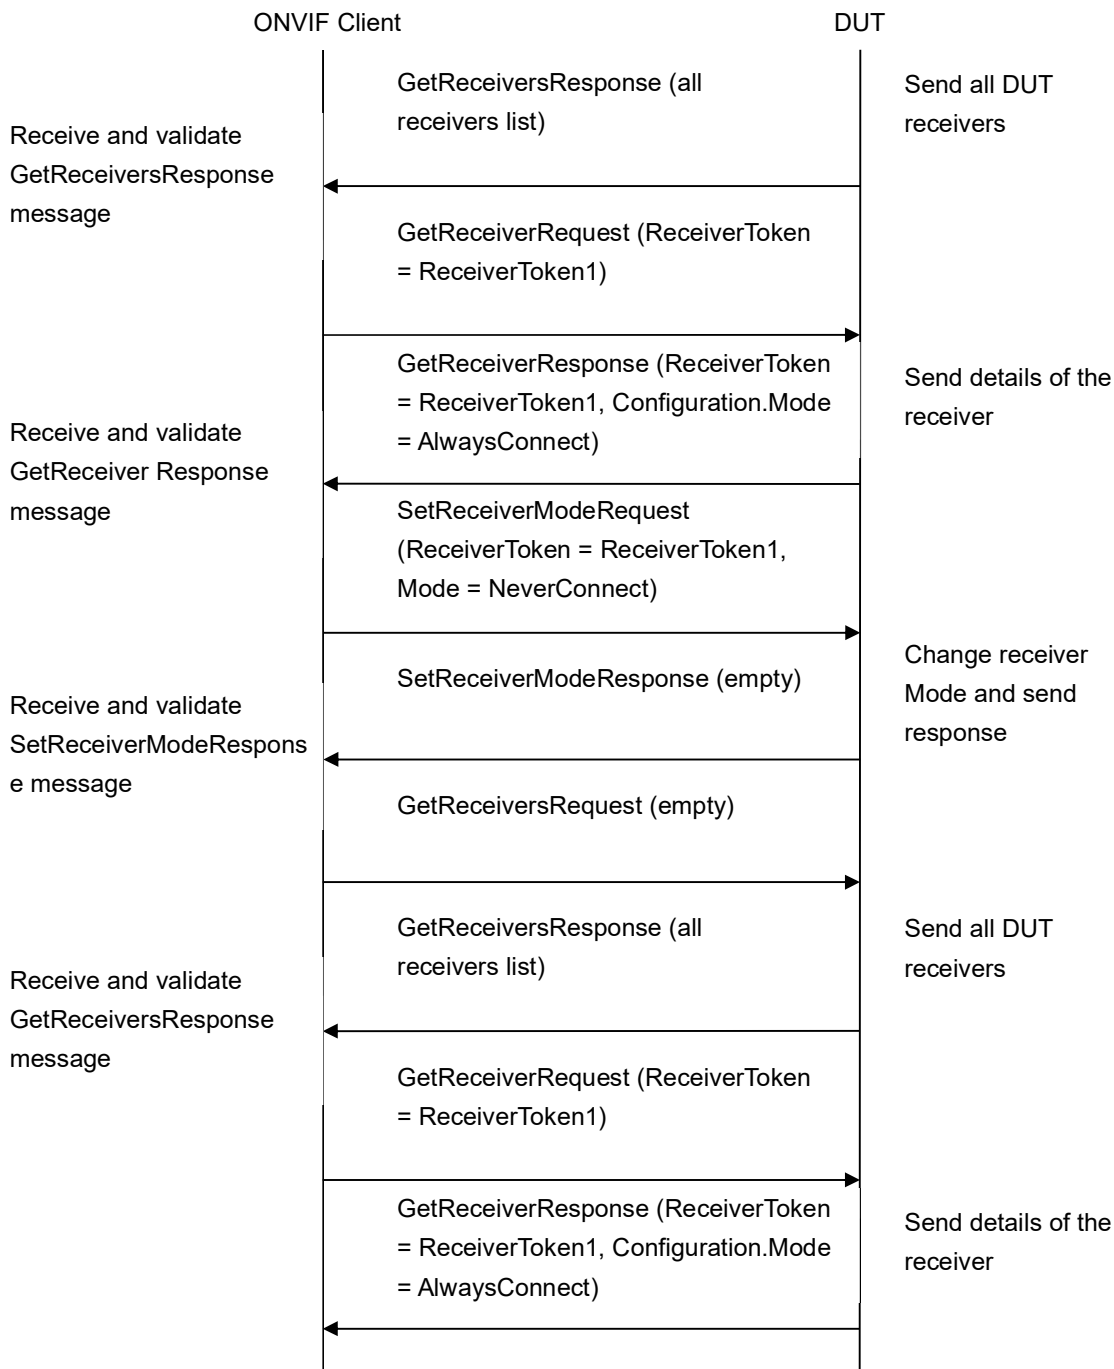 ONVIF Client
DUT
GetReceiversResponse (all
receivers list)
Send all DUT
receivers
Receive and validate
GetReceiversResponse
message
GetReceiverRequest (ReceiverToken
= ReceiverToken1)
GetReceiverResponse (ReceiverToken
= ReceiverToken1, Configuration.Mode
= AlwaysConnect)
Send details of the
receiver
Receive and validate
GetReceiver Response
message
SetReceiverModeRequest
(ReceiverToken = ReceiverToken1,
Mode = NeverConnect)
Change receiver
Mode and send
response
SetReceiverModeResponse (empty)
Receive and validate
SetReceiverModeRespons
e message
GetReceiversRequest (empty)
GetReceiversResponse (all
receivers list)
Send all DUT
receivers
Receive and validate
GetReceiversResponse
message
GetReceiverRequest (ReceiverToken
= ReceiverToken1)
GetReceiverResponse (ReceiverToken
= ReceiverToken1, Configuration.Mode
= AlwaysConnect)
Send details of the
receiver